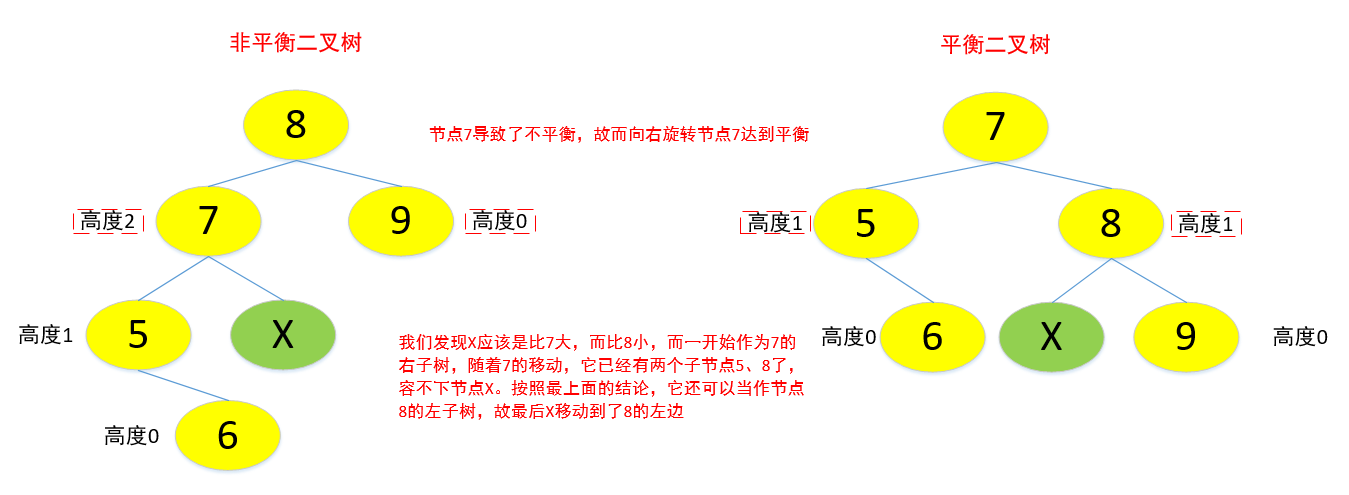 非平衡二叉树
平衡二叉树
8
7
节点7导致了不平衡，故而向右旋转节点7达到平衡
高度2
7
9
高度0
高度1
5
8
高度1
高度1
5
X
我们发现X应该是比7大，而比8小，而一开始作为7的
右子树，随着7的移动，它已经有两个子节点5、8了，
容不下节点X。按照最上面的结论，它还可以当作节点
8的左子树，故最后X移动到了8的左边
高度0
6
X
9
高度0
高度0
6